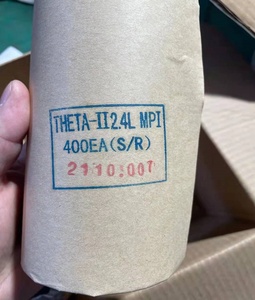 THETA-II 2.4L MPI
400EA(S/R)
2110:007